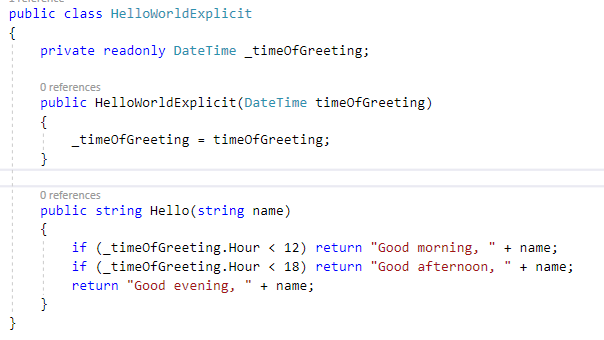 1 reference
public class HelloWorldExplicit
{
private readonly DateTime _timeOfGreeting;
0 references
public HelloWorldExplicit(DateTime timeOfGreeting)
{
_timeOfGreeting = timeOfGreeting;
}
0 references
public string Hello(string name)
{
if (_timeOfGreeting.Hour < 12) return "Good morning, " + name;
if (_timeOfGreeting.Hour < 18) return "Good afternoon, " + name;
return "Good evening, " + name;
}
}